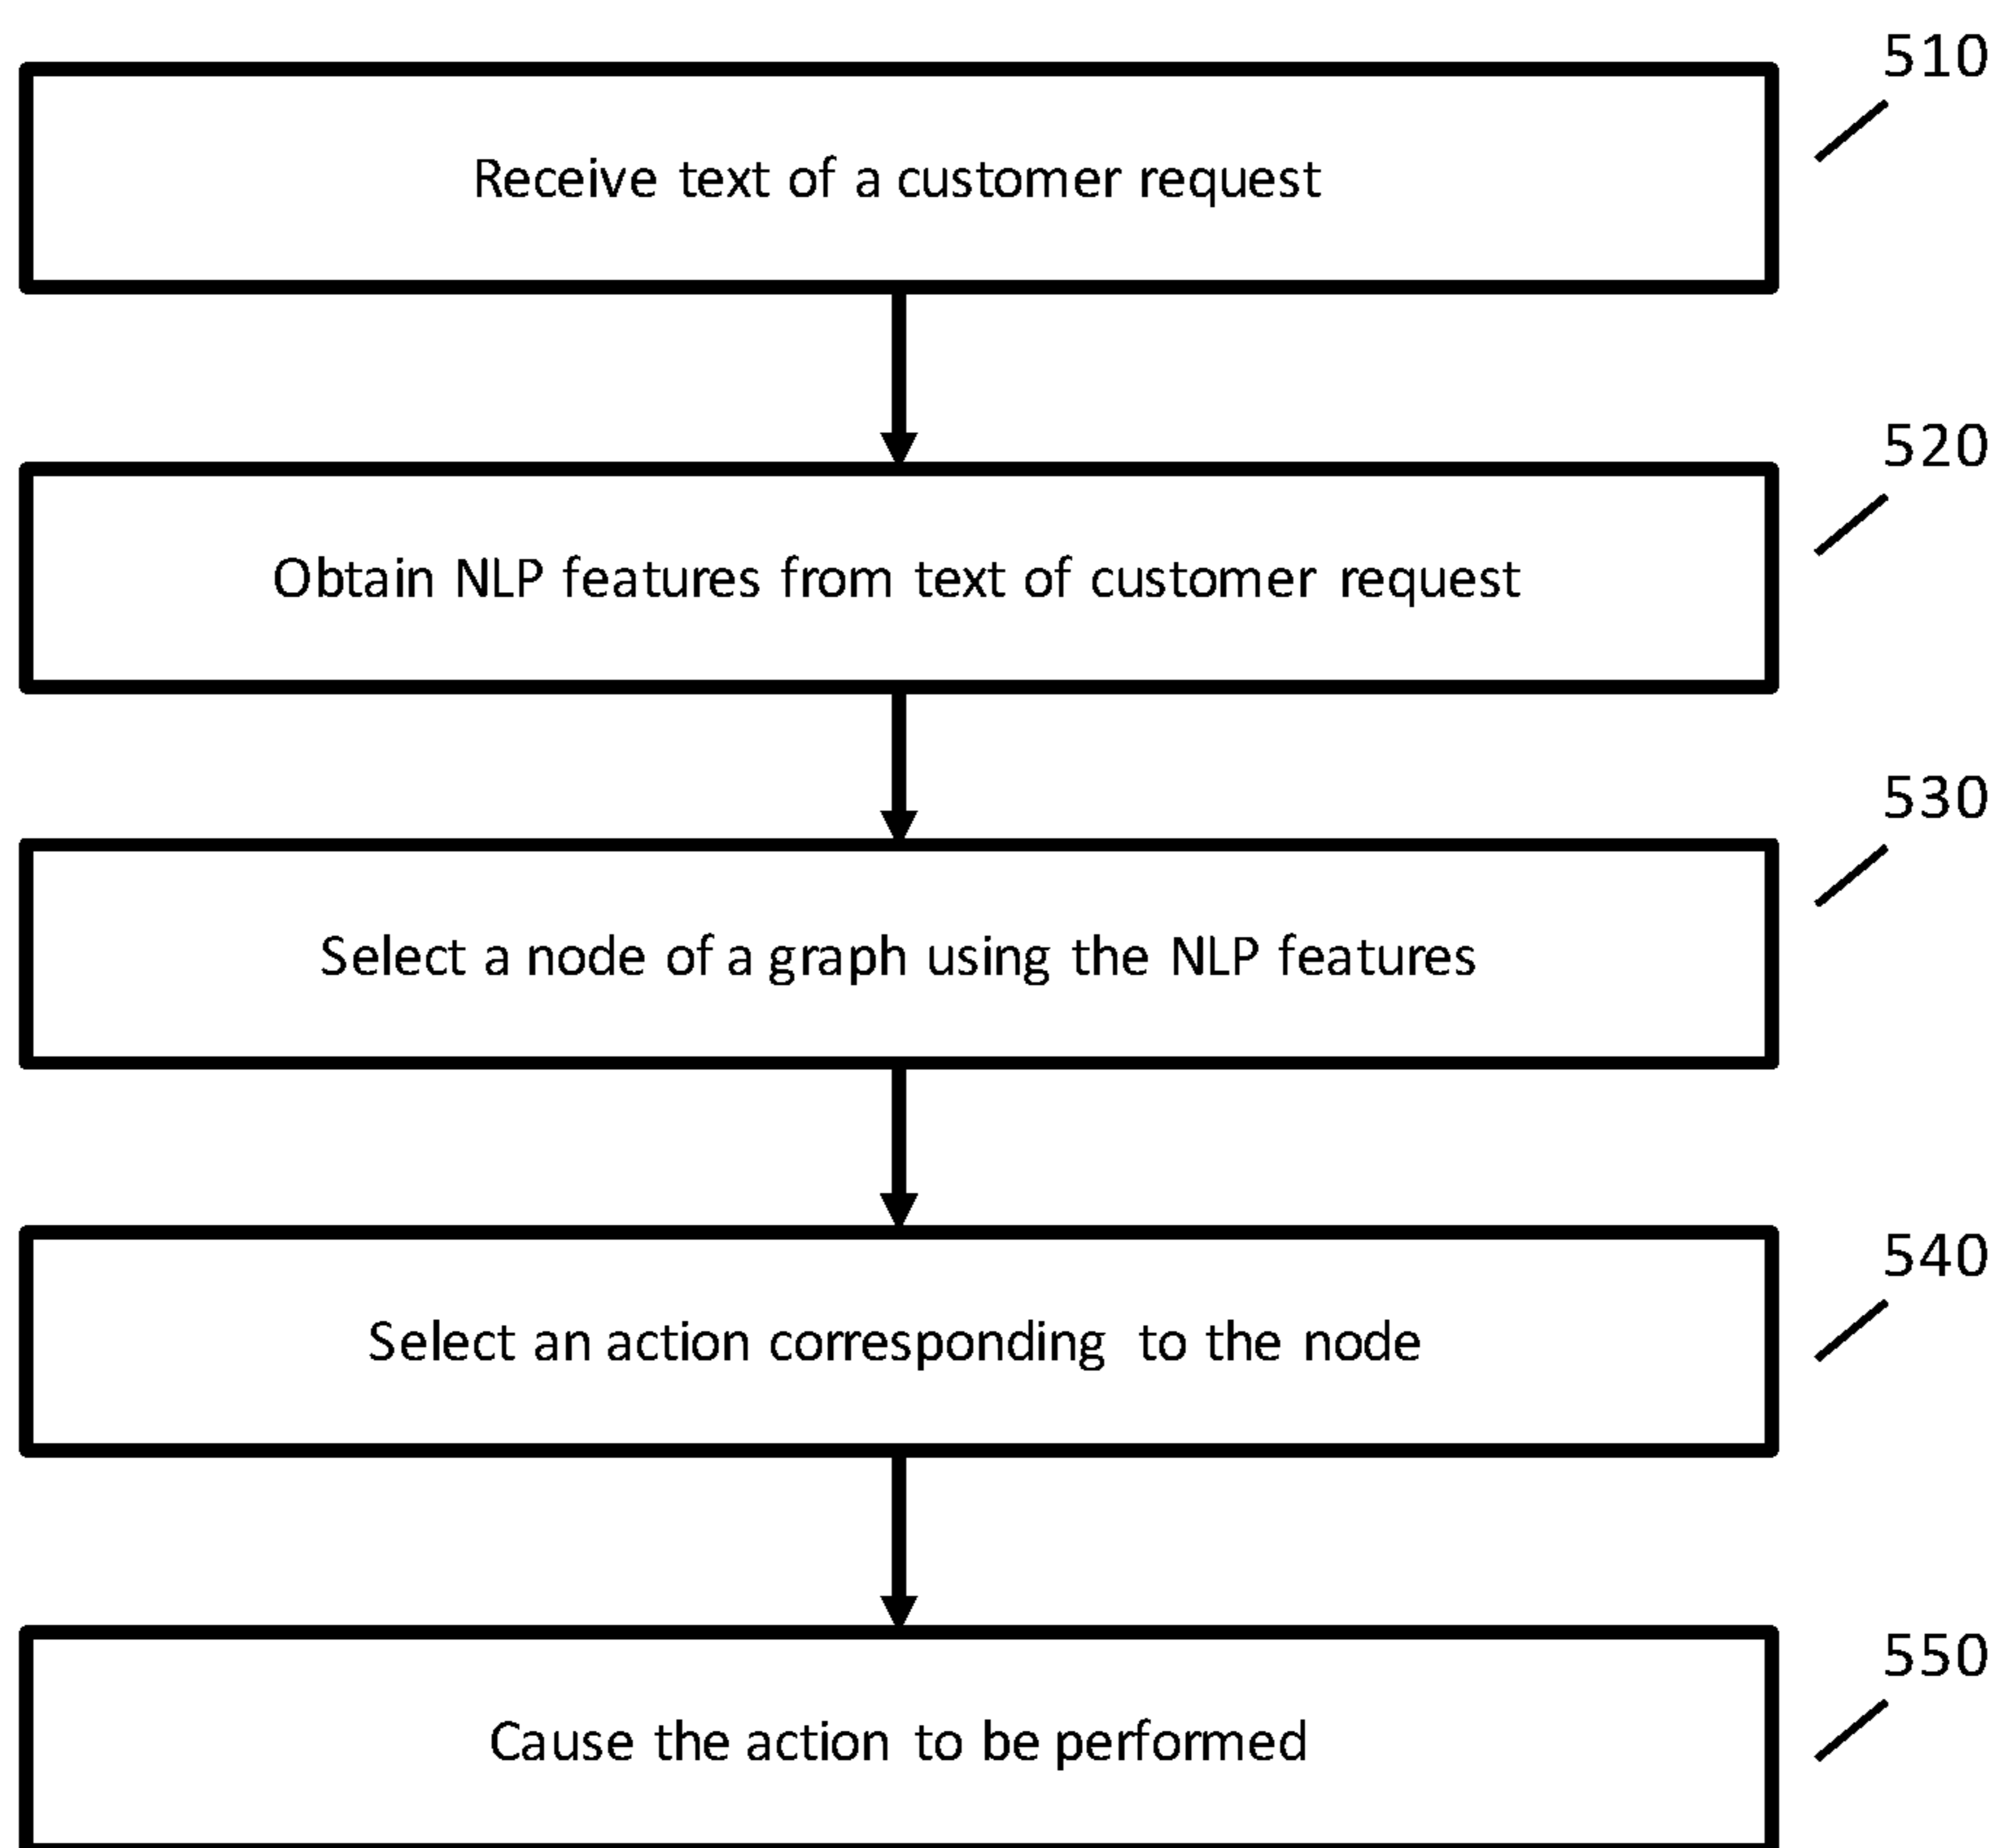 510
Receive text of a customer request
520
Obtain NLP features from text of customer request
530
Select a node of a graph using the NLP features
540
Select an action corresponding to the node
550
Cause the action to be performed